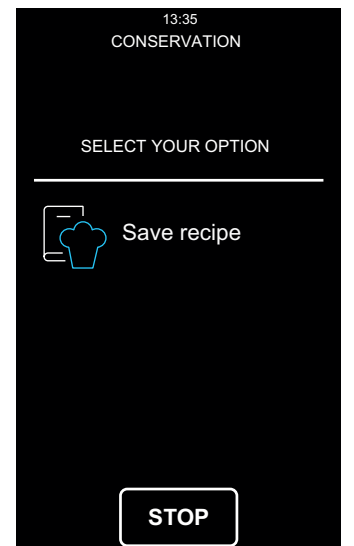 13:35
CONSERVATION
SELECT YOUR OPTION
Save recipe
STOP